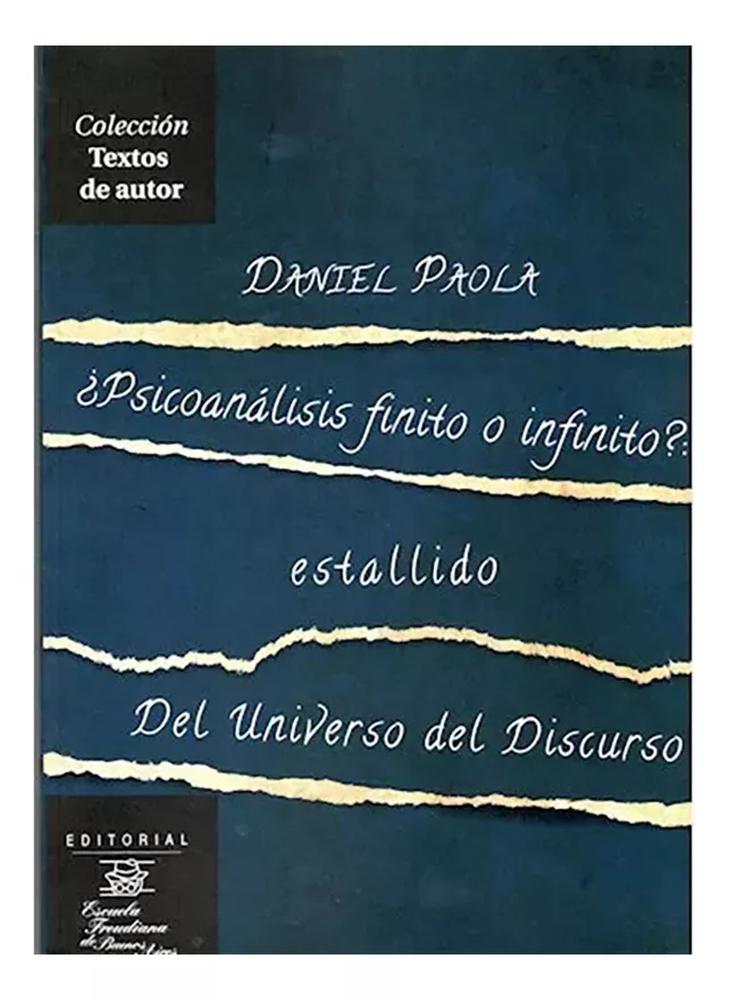 Colección
Textos
de autor
DANIEL PAOLA
¿Psicoanálisis finito o infinito?:
estallido
Del Universo del Discurso
EDITORIAL
Escuela
Freudiana
de Buenos
Aires